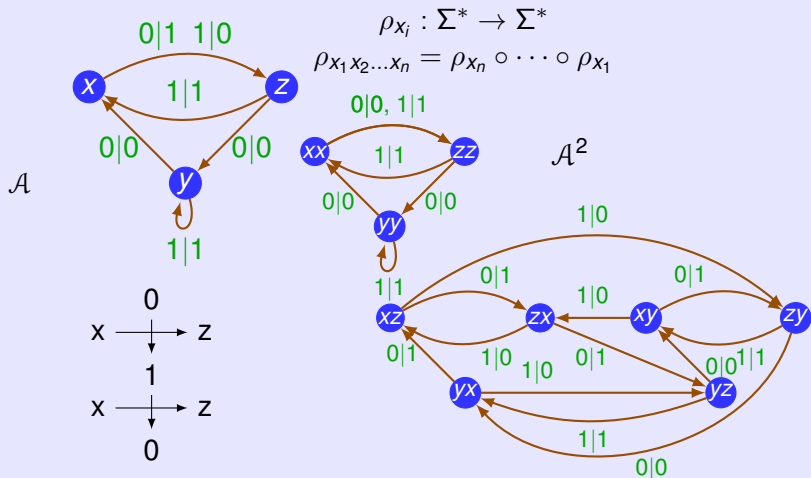 ρ_{x_i} : Σ* → Σ*
ρ_{x_1 x_2 ... x_n} = ρ_{x_n} ∘ ⋯ ∘ ρ_{x_1}
0|1 1|0
x
z
1|1
0|0
0|0
y
1|1
𝒜
0|0, 1|1
xx
zz
1|1
0|0
0|0
yy
1|1
𝒜²
1|0
0|1
1|0
0|1
xz
zx
xy
zy
0|1
1|0
1|0
0|1
0|0
1|1
yx
yz
1|1
0|0
0
x z
1
x z
0